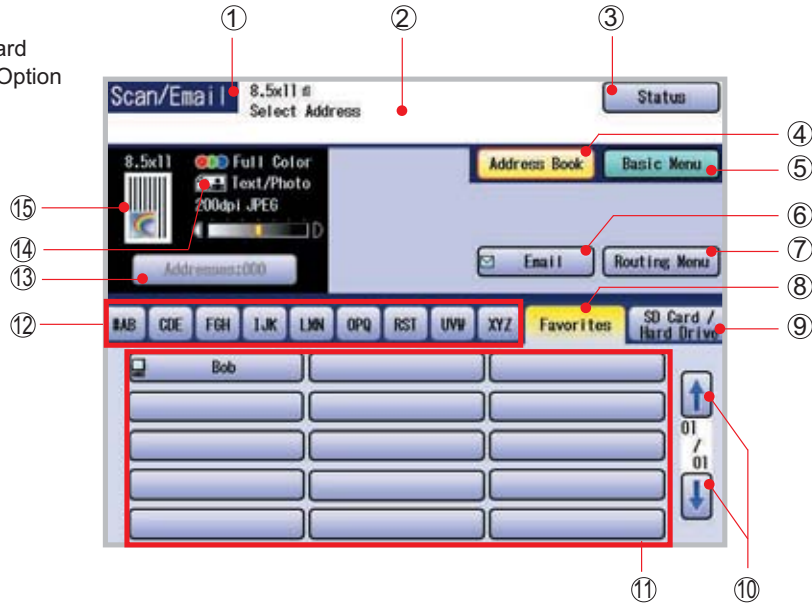 ① ② ③
ard
Option
Scan/Email 8.5x11
Select Address
Status
④
Address Book Basic Menu
⑤
8.5x11 Full Color
Text/Photo
200dpi JPEG
⑮
⑥
⑭
Email Routing Menu
⑦
⑬
Addresses:000
⑧
⑫
#AB CDE FGH IJK LMN OPQ RST UVW XYZ Favorites SD Card /
Hard Drive
⑨
Bob
01
/
01
⑪ ⑩